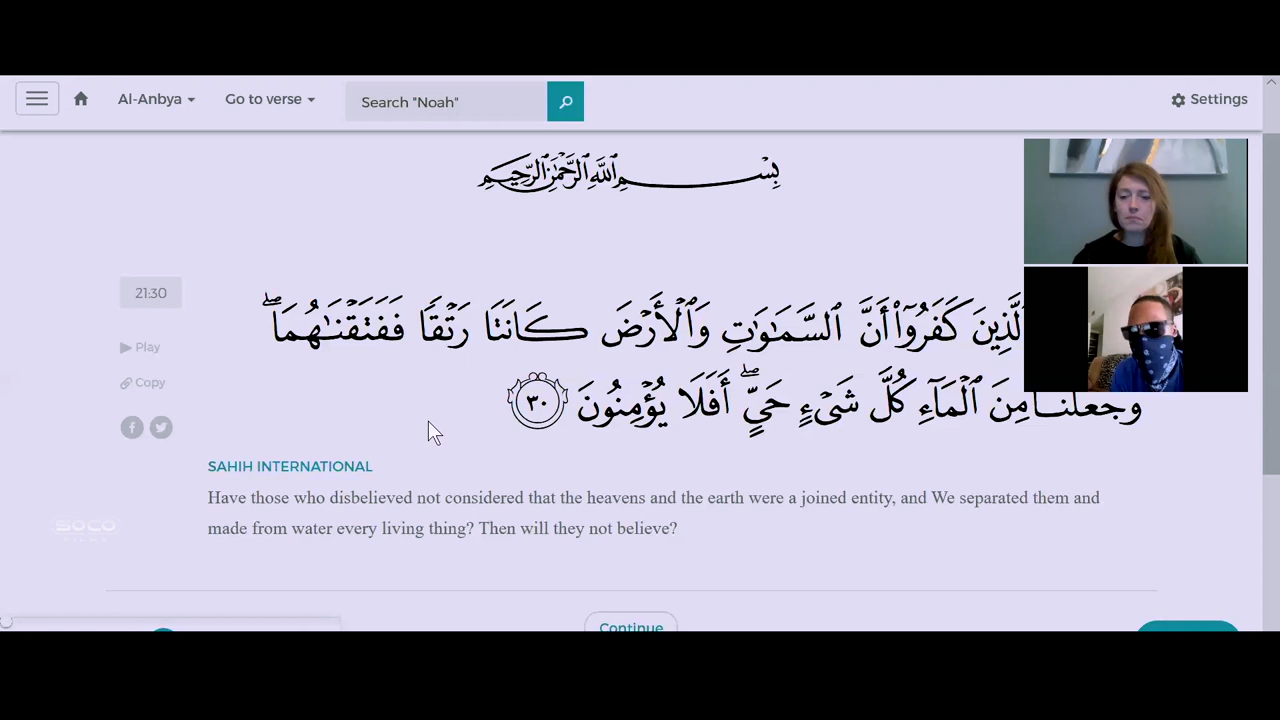 Al-Anbya
Go to verse
Search "Noah"
Settings
بِسْمِ ٱللَّهِ ٱلرَّحْمَٰنِ ٱلرَّحِيمِ
21:30
ٱلَّذِينَ كَفَرُوٓا۟ أَنَّ ٱلسَّمَٰوَٰتِ وَٱلْأَرْضَ كَانَتَا رَتْقًا فَفَتَقْنَٰهُمَا ۖ
Play
Copy
وَجَعَلْنَا مِنَ ٱلْمَآءِ كُلَّ شَىْءٍ حَىٍّ ۖ أَفَلَا يُؤْمِنُونَ ٣٠
SAHIH INTERNATIONAL
Have those who disbelieved not considered that the heavens and the earth were a joined entity, and We separated them and
made from water every living thing? Then will they not believe?
SOCO
FILMS
Continue